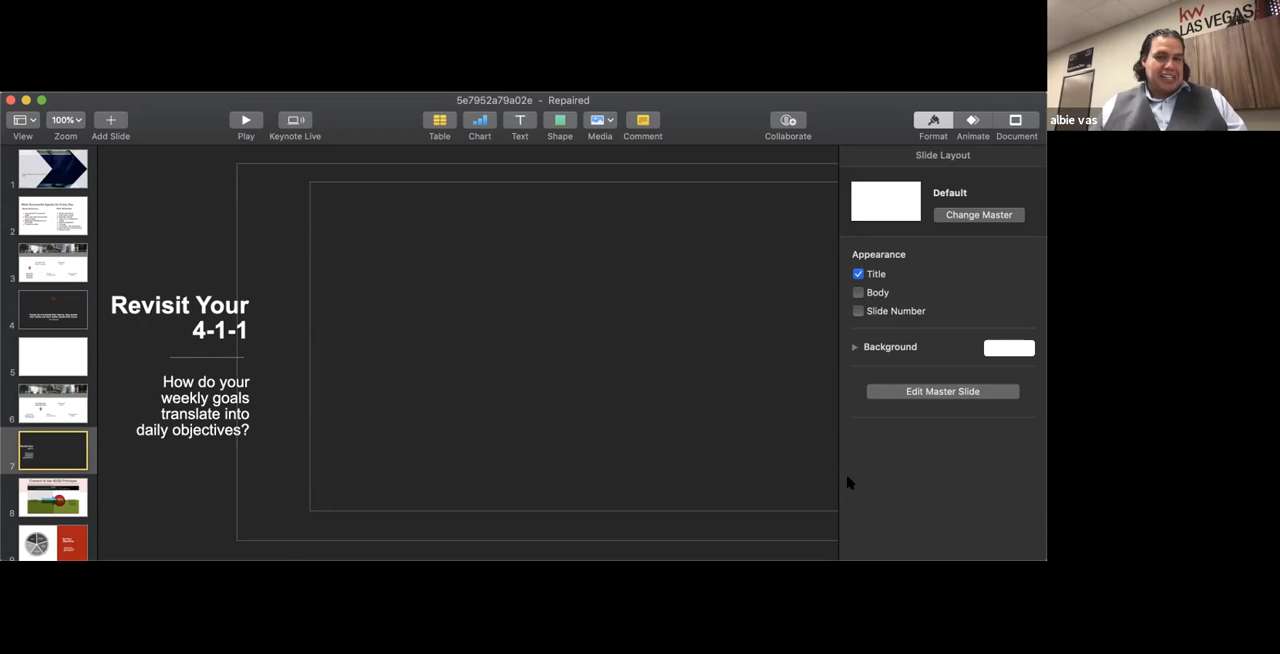 kw
LAS VEGAS
albie vas
5e7952a79a02e - Repaired
100%
View
Zoom
Add Slide
Play
Keynote Live
Table
Chart
Text
Shape
Media
Comment
Collaborate
Format
Animate
Document
1
2
3
4
5
6
7
8
Revisit Your
4-1-1
How do your
weekly goals
translate into
daily objectives?
Slide Layout
Default
Change Master
Appearance
Title
Body
Slide Number
Background
Edit Master Slide